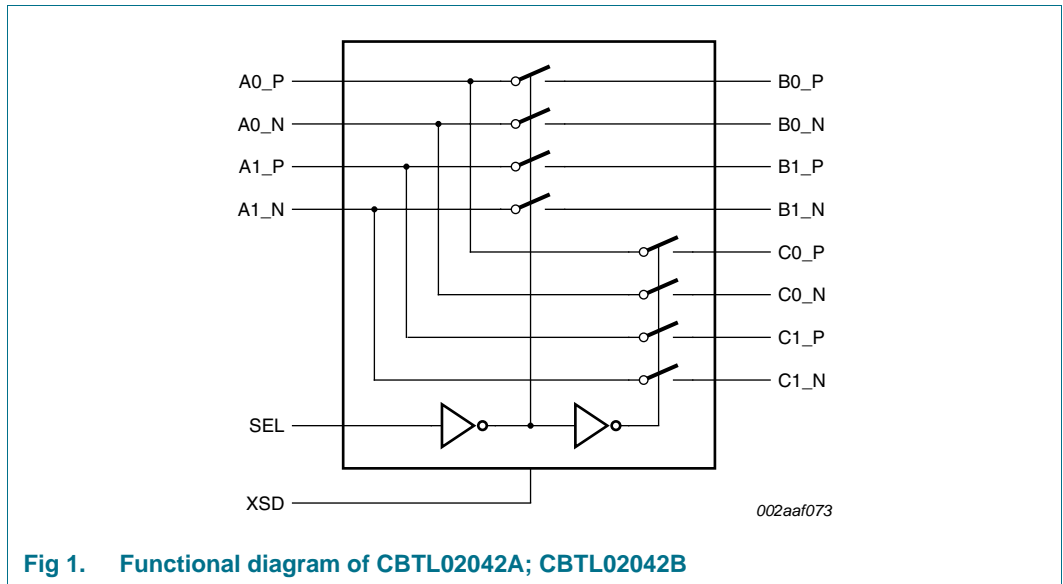 A0_P
B0_P
A0_N
B0_N
A1_P
B1_P
A1_N
B1_N
C0_P
C0_N
C1_P
C1_N
SEL
XSD
002aaf073
Fig 1. Functional diagram of CBTL02042A; CBTL02042B